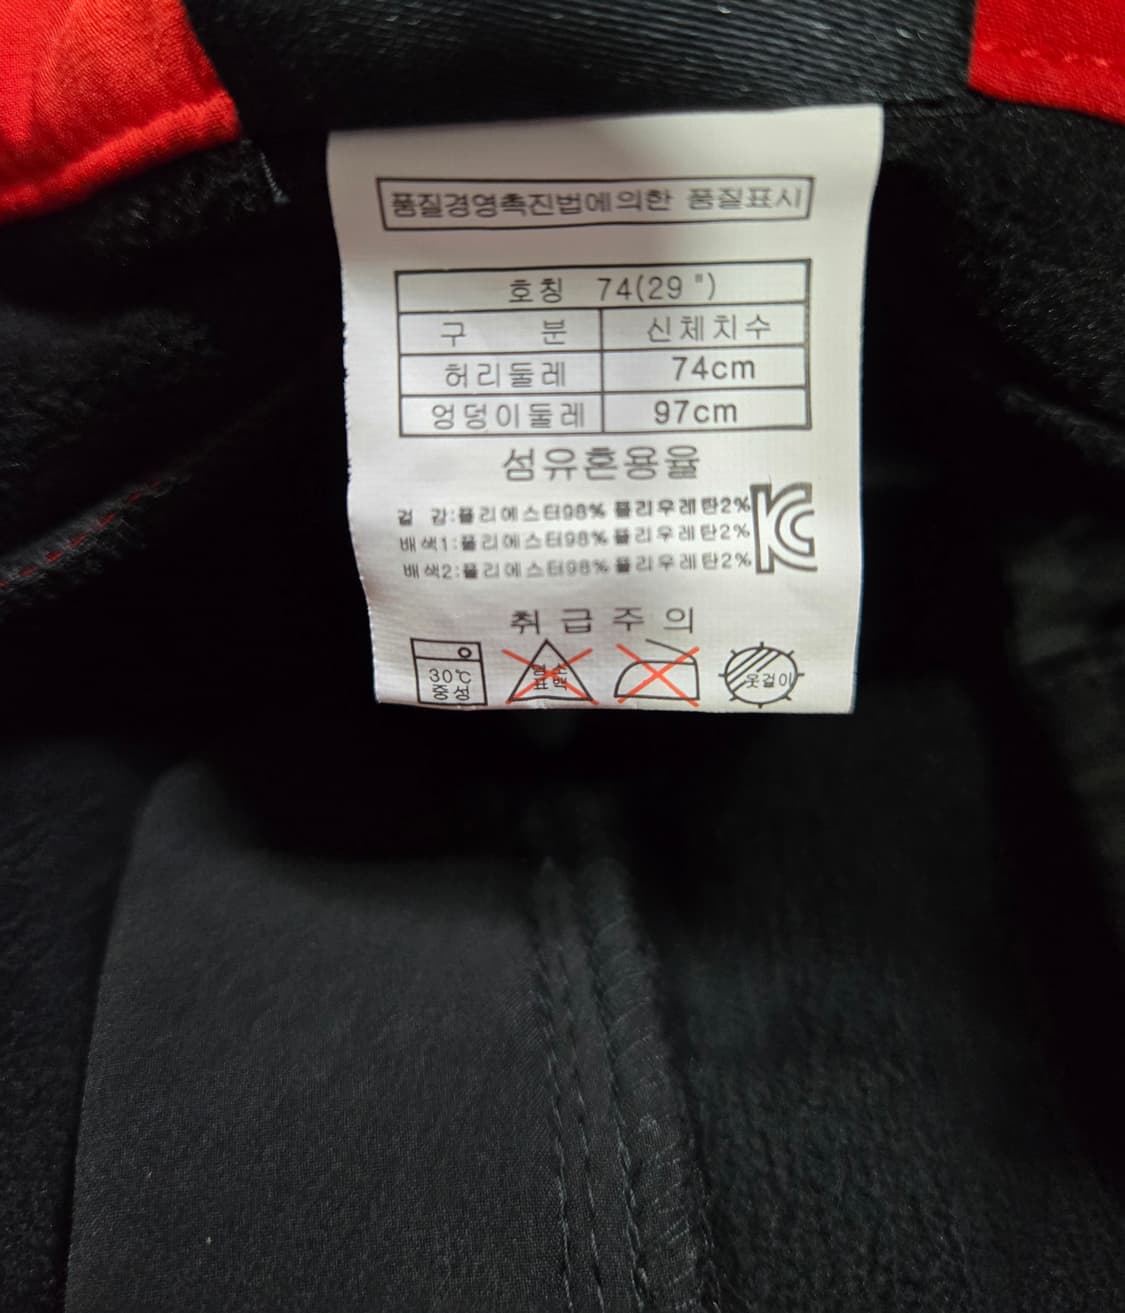 품질경영촉진법에의한 품질표시
호칭 74(29")
구 분 신체치수
허리둘레 74cm
엉덩이둘레 97cm
섬유혼용율
겉 감:폴리에스터98% 폴리우레탄2%
배색1:폴리에스터98% 폴리우레탄2%
배색2:폴리에스터98% 폴리우레탄2%
취급주의
30℃
중성
염소
표백
옷걸이